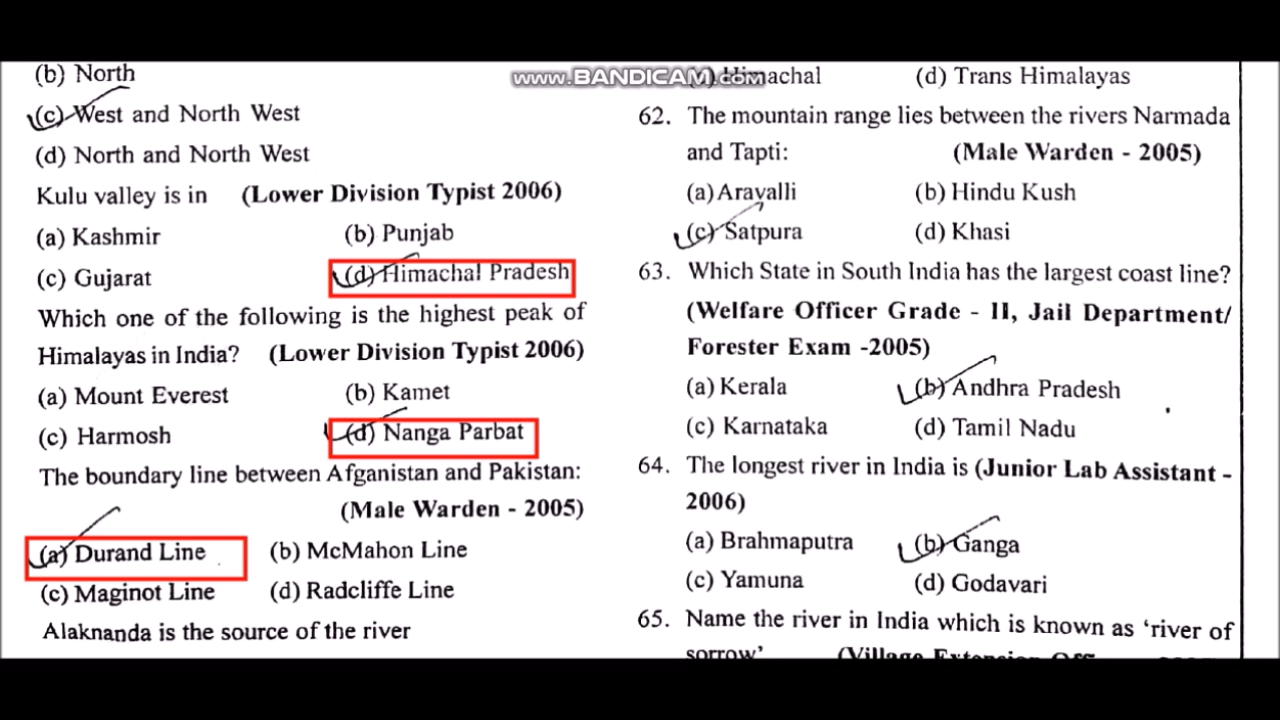 www.BANDICAM.com
(b) North
(c) West and North West
(d) North and North West
Kulu valley is in (Lower Division Typist 2006)
(a) Kashmir (b) Punjab
(c) Gujarat (d) Himachal Pradesh
Which one of the following is the highest peak of
Himalayas in India? (Lower Division Typist 2006)
(a) Mount Everest (b) Kamet
(c) Harmosh (d) Nanga Parbat
The boundary line between Afganistan and Pakistan:
(Male Warden - 2005)
(a) Durand Line (b) McMahon Line
(c) Maginot Line (d) Radcliffe Line
Alaknanda is the source of the river
Himachal (d) Trans Himalayas
62. The mountain range lies between the rivers Narmada
and Tapti: (Male Warden - 2005)
(a) Aravalli (b) Hindu Kush
(c) Satpura (d) Khasi
63. Which State in South India has the largest coast line?
(Welfare Officer Grade - II, Jail Department/
Forester Exam -2005)
(a) Kerala (b) Andhra Pradesh
(c) Karnataka (d) Tamil Nadu
64. The longest river in India is (Junior Lab Assistant -
2006)
(a) Brahmaputra (b) Ganga
(c) Yamuna (d) Godavari
65. Name the river in India which is known as ‘river of
sorrow’ (Village Extension